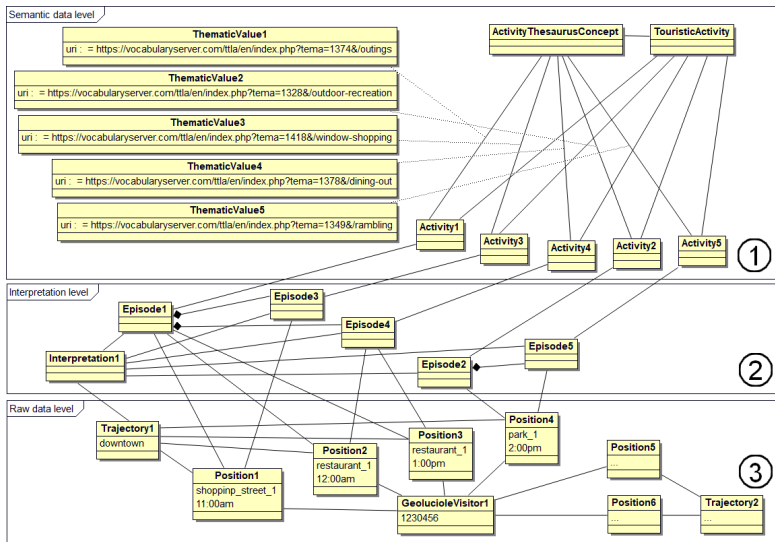 Semantic data level
ThematicValue1
uri : = https://vocabularyserver.com/ttla/en/index.php?tema=1374&/outings
ThematicValue2
uri : = https://vocabularyserver.com/ttla/en/index.php?tema=1328&/outdoor-recreation
ThematicValue3
uri : = https://vocabularyserver.com/ttla/en/index.php?tema=1418&/window-shopping
ThematicValue4
uri : = https://vocabularyserver.com/ttla/en/index.php?tema=1378&/dining-out
ThematicValue5
uri : = https://vocabularyserver.com/ttla/en/index.php?tema=1349&/rambling
ActivityThesaurusConcept
TouristicActivity
Activity1
Activity3
Activity4
Activity2
Activity5
1
Interpretation level
Episode1
Episode3
Episode4
Interpretation1
Episode2
Episode5
2
Raw data level
Trajectory1
downtown
Position1
shoppinp_street_1
11:00am
Position2
restaurant_1
12:00am
Position3
restaurant_1
1:00pm
Position4
park_1
2:00pm
GeolucioleVisitor1
1230456
Position5
...
Position6
...
Trajectory2
...
3